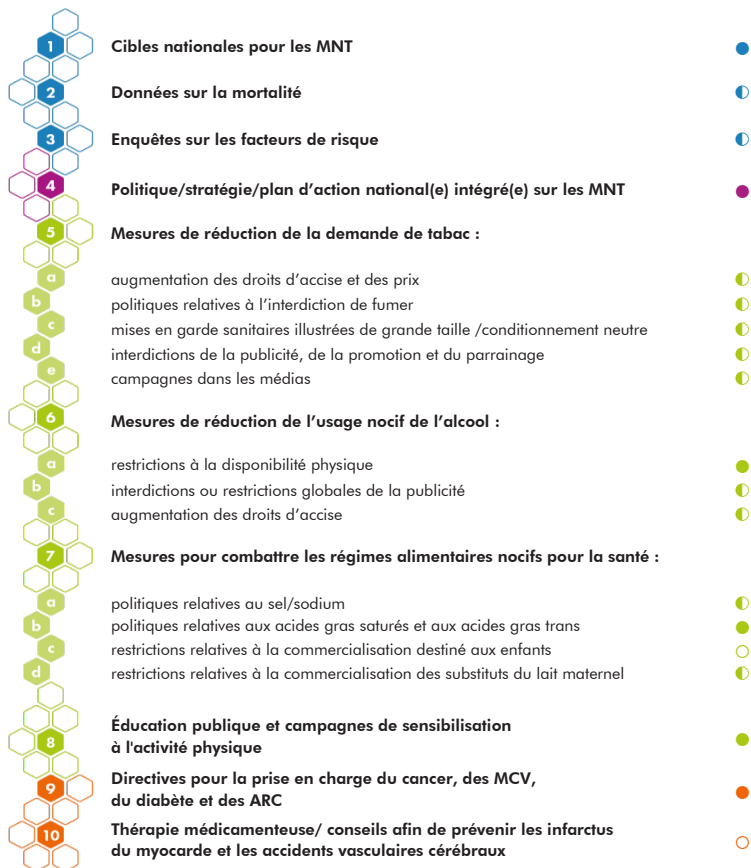 1 Cibles nationales pour les MNT
2 Données sur la mortalité
3 Enquêtes sur les facteurs de risque
4 Politique/stratégie/plan d'action national(e) intégré(e) sur les MNT
5 Mesures de réduction de la demande de tabac :
a augmentation des droits d'accise et des prix
b politiques relatives à l'interdiction de fumer
c mises en garde sanitaires illustrées de grande taille /conditionnement neutre
d interdictions de la publicité, de la promotion et du parrainage
e campagnes dans les médias
6 Mesures de réduction de l'usage nocif de l'alcool :
a restrictions à la disponibilité physique
b interdictions ou restrictions globales de la publicité
c augmentation des droits d'accise
7 Mesures pour combattre les régimes alimentaires nocifs pour la santé :
a politiques relatives au sel/sodium
b politiques relatives aux acides gras saturés et aux acides gras trans
c restrictions relatives à la commercialisation destiné aux enfants
d restrictions relatives à la commercialisation des substituts du lait maternel
8 Éducation publique et campagnes de sensibilisation
à l'activité physique
9 Directives pour la prise en charge du cancer, des MCV,
du diabète et des ARC
10 Thérapie médicamenteuse/ conseils afin de prévenir les infarctus
du myocarde et les accidents vasculaires cérébraux